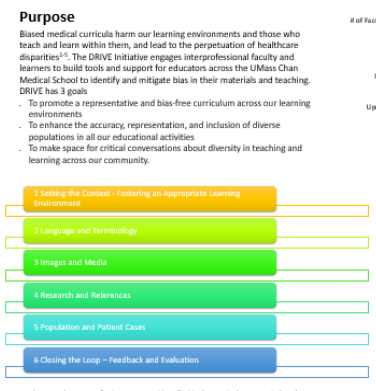 Purpose
# of Fac
Biased medical curricula harm our learning environments and those who
teach and learn within them, and lead to the perpetuation of healthcare
disparities¹⁻⁵. The DRIVE Initiative engages interprofessional faculty and
learners to build tools and support for educators across the UMass Chan
Medical School to identify and mitigate bias in their materials and teaching.
DRIVE has 3 goals
. To promote a representative and bias-free curriculum across our learning
environments
. To enhance the accuracy, representation, and inclusion of diverse
populations in all our educational activities
. To make space for critical conversations about diversity in teaching and
learning across our community.
Up
1 Setting the Context - Fostering an Appropriate Learning
Environment
2 Language and Terminology
3 Images and Media
4 Research and References
5 Population and Patient Cases
6 Closing the Loop – Feedback and Evaluation